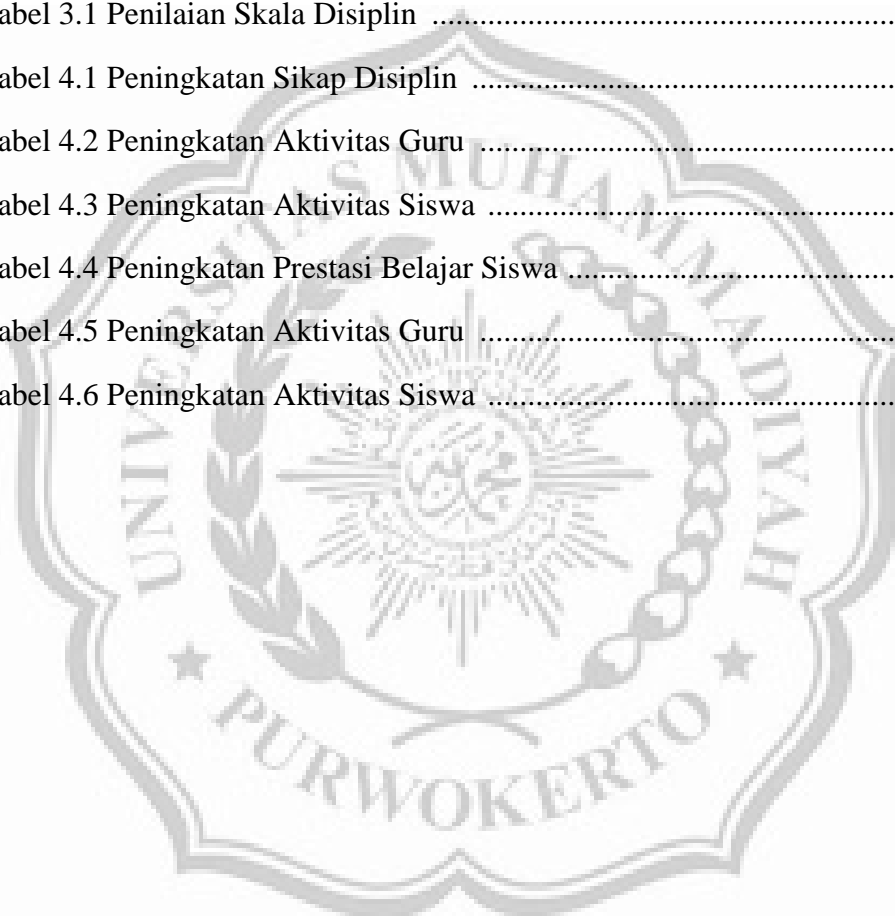 abel 3.1 Penilaian Skala Disiplin ..........................................................
abel 4.1 Peningkatan Sikap Disiplin .....................................................
abel 4.2 Peningkatan Aktivitas Guru ....................................................
abel 4.3 Peningkatan Aktivitas Siswa ...................................................
abel 4.4 Peningkatan Prestasi Belajar Siswa .........................................
abel 4.5 Peningkatan Aktivitas Guru ....................................................
abel 4.6 Peningkatan Aktivitas Siswa ...................................................
UNIVERSITAS MUHAMMADIYAH
PURWOKERTO